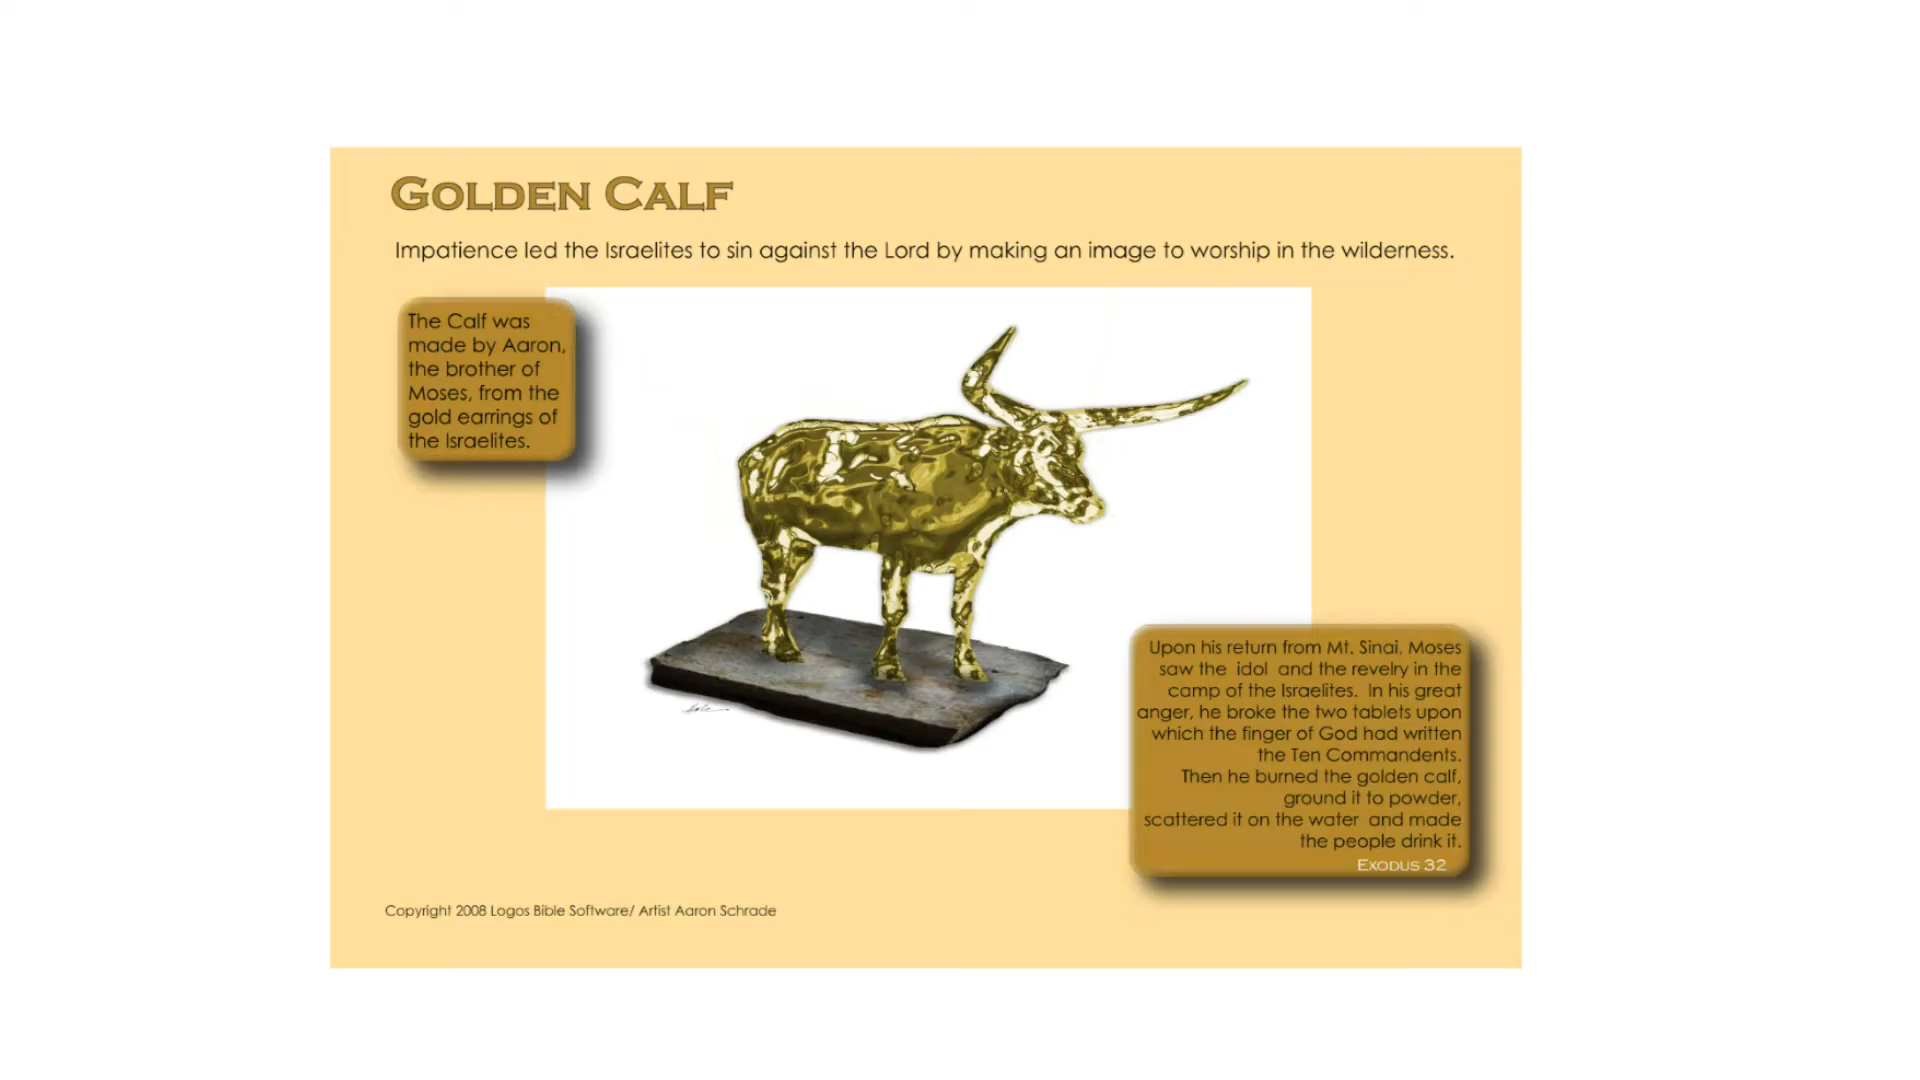 GOLDEN CALF
Impatience led the Israelites to sin against the Lord by making an image to worship in the wilderness.
The Calf was
made by Aaron,
the brother of
Moses, from the
gold earrings of
the Israelites.
Upon his return from Mt. Sinai, Moses
saw the idol and the revelry in the
camp of the Israelites. In his great
anger, he broke the two tablets upon
which the finger of God had written
the Ten Commandents.
Then he burned the golden calf,
ground it to powder,
scattered it on the water and made
the people drink it.
EXODUS 32
Copyright 2008 Logos Bible Software/ Artist Aaron Schrade